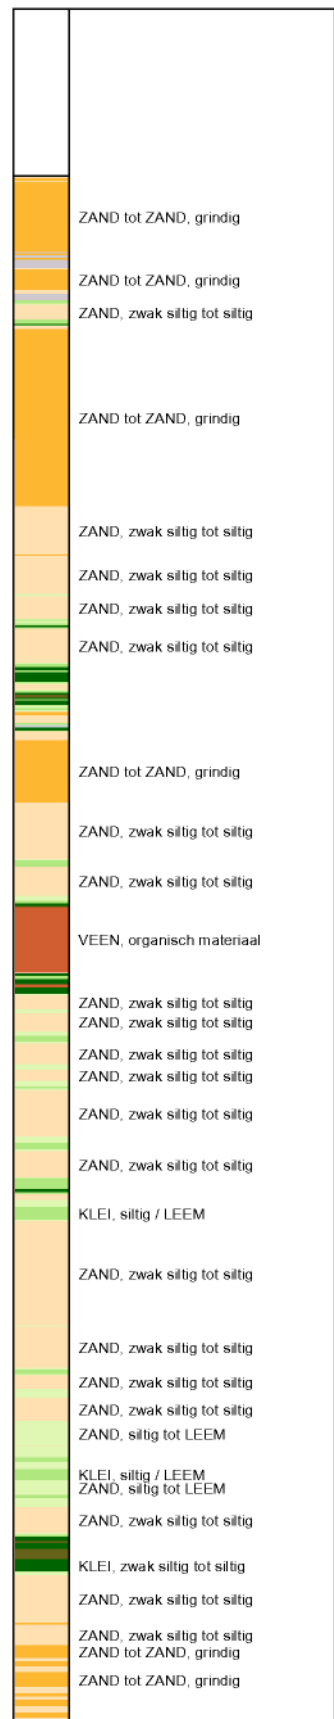 ZAND tot ZAND, grindig
ZAND tot ZAND, grindig
ZAND, zwak siltig tot siltig
ZAND tot ZAND, grindig
ZAND, zwak siltig tot siltig
ZAND, zwak siltig tot siltig
ZAND, zwak siltig tot siltig
ZAND, zwak siltig tot siltig
ZAND tot ZAND, grindig
ZAND, zwak siltig tot siltig
ZAND, zwak siltig tot siltig
VEEN, organisch materiaal
ZAND, zwak siltig tot siltig
ZAND, zwak siltig tot siltig
ZAND, zwak siltig tot siltig
ZAND, zwak siltig tot siltig
ZAND, zwak siltig tot siltig
ZAND, zwak siltig tot siltig
KLEI, siltig / LEEM
ZAND, zwak siltig tot siltig
ZAND, zwak siltig tot siltig
ZAND, zwak siltig tot siltig
ZAND, zwak siltig tot siltig
ZAND, siltig tot LEEM
KLEI, siltig / LEEM
ZAND, siltig tot LEEM
ZAND, zwak siltig tot siltig
KLEI, zwak siltig tot siltig
ZAND, zwak siltig tot siltig
ZAND, zwak siltig tot siltig
ZAND tot ZAND, grindig
ZAND tot ZAND, grindig